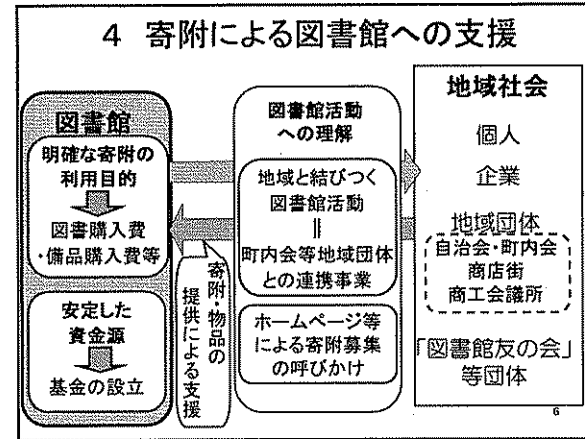 4 寄附による図書館への支援
図書館
明確な寄附の
利用目的
図書購入費
・備品購入費等
安定した
資金源
基金の設立
寄附・物品の
提供による支援
図書館活動
への理解
地域と結びつく
図書館活動
||
町内会等地域団体
との連携事業
ホームページ等
による寄附募集
の呼びかけ
地域社会
個人
企業
地域団体
自治会・町内会
商店街
商工会議所
「図書館友の会」
等団体
6